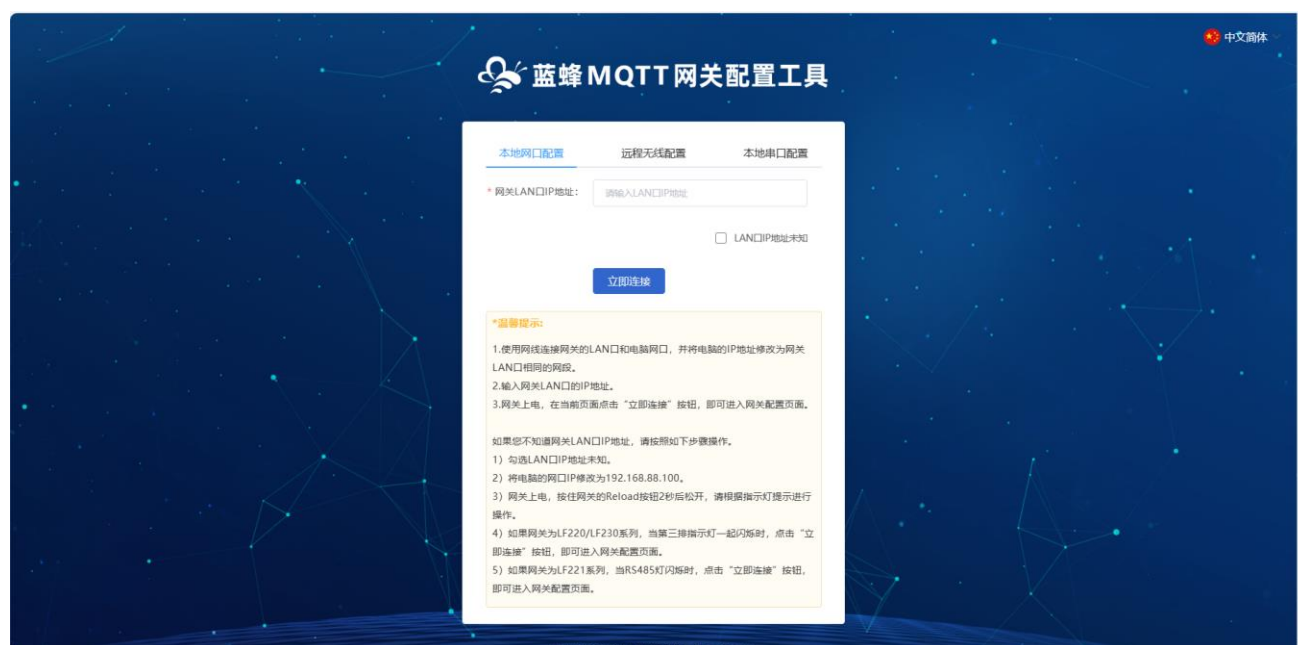 中文简体
蓝蜂MQTT网关配置工具
本地网口配置 远程无线配置 本地串口配置
* 网关LAN口IP地址: 请输入LAN口IP地址
LAN口IP地址未知
立即连接
*温馨提示:
1.使用网线连接网关的LAN口和电脑网口，并将电脑的IP地址修改为网关
LAN口相同的网段。
2.输入网关LAN口的IP地址。
3.网关上电，在当前页面点击“立即连接”按钮，即可进入网关配置页面。
如果您不知道网关LAN口IP地址，请按照如下步骤操作。
1）勾选LAN口IP地址未知。
2）将电脑的网口IP修改为192.168.88.100。
3）网关上电，按住网关的Reload按钮2秒后松开，请根据指示灯提示进行
操作。
4）如果网关为LF220/LF230系列，当第三排指示灯一起闪烁时，点击“立
即连接”按钮，即可进入网关配置页面。
5）如果网关为LF221系列，当RS485灯闪烁时，点击“立即连接”按钮，
即可进入网关配置页面。